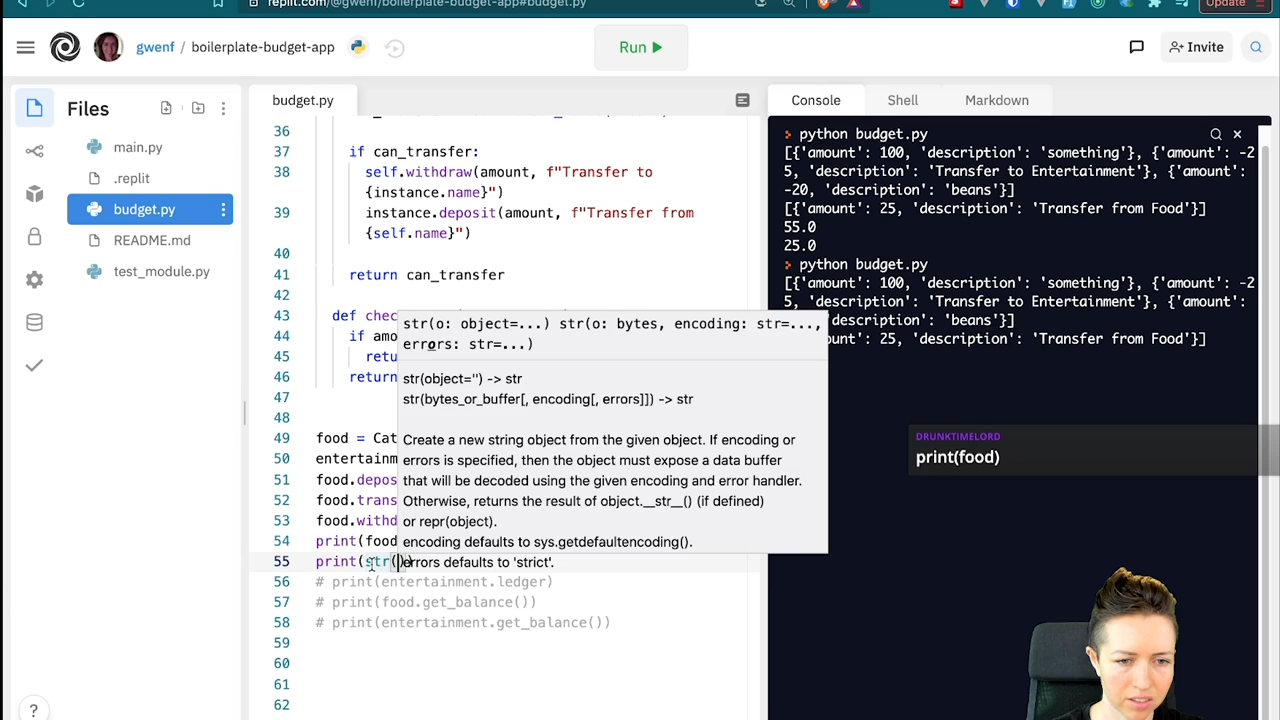 replit.com/@gwenf/boilerplate-budget-app#budget.py
Update
gwenf / boilerplate-budget-app
Run
Invite
Files
main.py
.replit
budget.py
README.md
test_module.py
?
budget.py
36
37 if can_transfer:
38 self.withdraw(amount, f"Transfer to
{instance.name}")
39 instance.deposit(amount, f"Transfer from
{self.name}")
40
41 return can_transfer
42
43 def chec
44 if amo
45 retu
46 return
47
48
49 food = Cat
50 entertainm
51 food.depos
52 food.trans
53 food.withd
54 print(food
55 print(str())
56 # print(entertainment.ledger)
57 # print(food.get_balance())
58 # print(entertainment.get_balance())
59
60
61
62
str(o: object=...) str(o: bytes, encoding: str=...,
errors: str=...)
str(object='') -> str
str(bytes_or_buffer[, encoding[, errors]]) -> str
Create a new string object from the given object. If encoding or
errors is specified, then the object must expose a data buffer
that will be decoded using the given encoding and error handler.
Otherwise, returns the result of object.__str__() (if defined)
or repr(object).
encoding defaults to sys.getdefaultencoding().
errors defaults to 'strict'.
Console Shell Markdown
python budget.py
[{'amount': 100, 'description': 'something'}, {'amount': -2
5, 'description': 'Transfer to Entertainment'}, {'amount':
-20, 'description': 'beans'}]
[{'amount': 25, 'description': 'Transfer from Food'}]
55.0
25.0
python budget.py
[{'amount': 100, 'description': 'something'}, {'amount': -2
5, 'description': 'Transfer to Entertainment'}, {'amount':
description': 'beans'}]
ount': 25, 'description': 'Transfer from Food'}]
DRUNKTIMELORD
print(food)